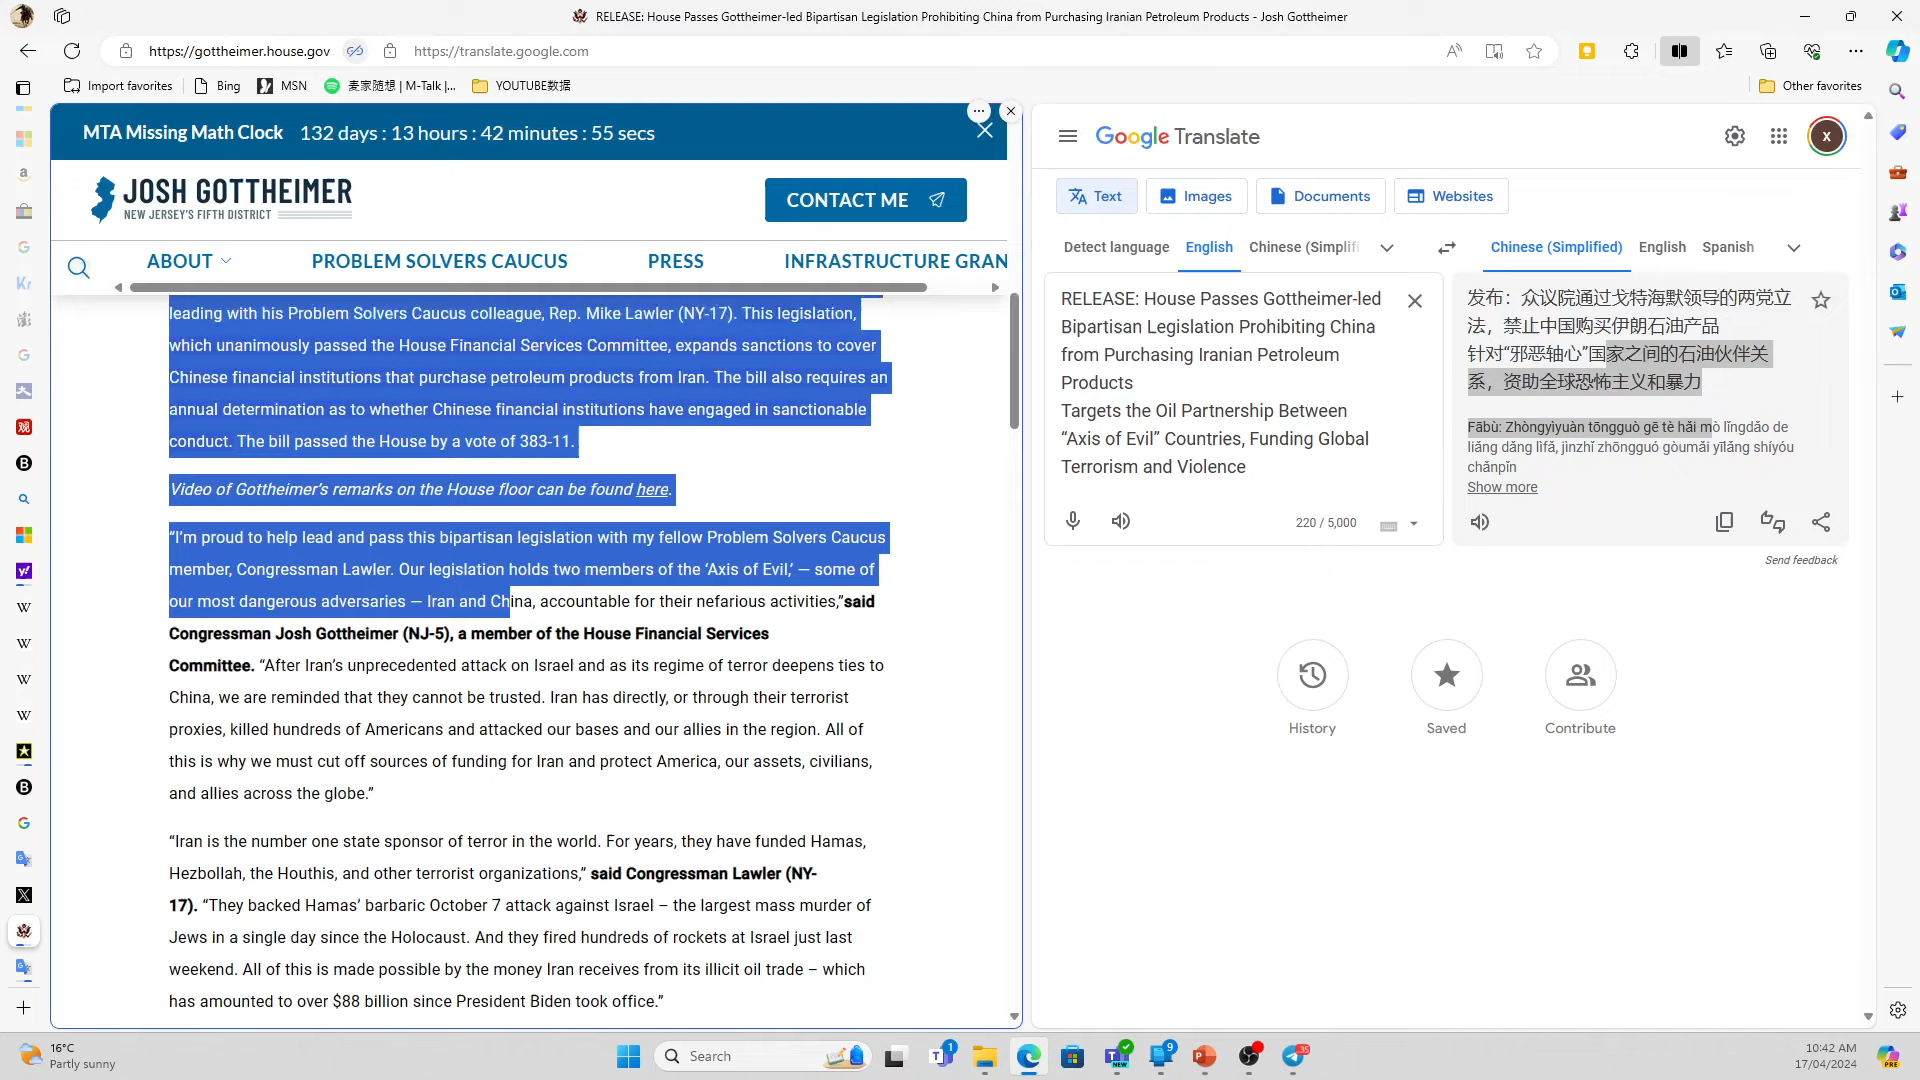 RELEASE: House Passes Gottheimer-led Bipartisan Legislation Prohibiting China from Purchasing Iranian Petroleum Products - Josh Gottheimer
https://gottheimer.house.gov
https://translate.google.com
Import favorites
Bing
MSN
麦家随想 | M-Talk |...
YOUTUBE数据
Other favorites
MTA Missing Math Clock 132 days : 13 hours : 42 minutes : 55 secs
JOSH GOTTHEIMER
NEW JERSEY'S FIFTH DISTRICT
CONTACT ME
ABOUT
PROBLEM SOLVERS CAUCUS
PRESS
INFRASTRUCTURE GRAN
leading with his Problem Solvers Caucus colleague, Rep. Mike Lawler (NY-17). This legislation,
which unanimously passed the House Financial Services Committee, expands sanctions to cover
Chinese financial institutions that purchase petroleum products from Iran. The bill also requires an
annual determination as to whether Chinese financial institutions have engaged in sanctionable
conduct. The bill passed the House by a vote of 383-11.
Video of Gottheimer’s remarks on the House floor can be found here.
“I’m proud to help lead and pass this bipartisan legislation with my fellow Problem Solvers Caucus
member, Congressman Lawler. Our legislation holds two members of the ‘Axis of Evil,’ — some of
our most dangerous adversaries — Iran and China, accountable for their nefarious activities,” said
Congressman Josh Gottheimer (NJ-5), a member of the House Financial Services
Committee. “After Iran’s unprecedented attack on Israel and as its regime of terror deepens ties to
China, we are reminded that they cannot be trusted. Iran has directly, or through their terrorist
proxies, killed hundreds of Americans and attacked our bases and our allies in the region. All of
this is why we must cut off sources of funding for Iran and protect America, our assets, civilians,
and allies across the globe.”
“Iran is the number one state sponsor of terror in the world. For years, they have funded Hamas,
Hezbollah, the Houthis, and other terrorist organizations,” said Congressman Lawler (NY-
17). “They backed Hamas’ barbaric October 7 attack against Israel – the largest mass murder of
Jews in a single day since the Holocaust. And they fired hundreds of rockets at Israel just last
weekend. All of this is made possible by the money Iran receives from its illicit oil trade – which
has amounted to over $88 billion since President Biden took office.”
Google Translate
X
Text
Images
Documents
Websites
Detect language
English
Chinese (Simplifi
Chinese (Simplified)
English
Spanish
RELEASE: House Passes Gottheimer-led
Bipartisan Legislation Prohibiting China
from Purchasing Iranian Petroleum
Products
Targets the Oil Partnership Between
“Axis of Evil” Countries, Funding Global
Terrorism and Violence
220 / 5,000
发布：众议院通过戈特海默领导的两党立
法，禁止中国购买伊朗石油产品
针对“邪恶轴心”国家之间的石油伙伴关
系，资助全球恐怖主义和暴力
Fābù: Zhòngyìyuàn tōngguò gē tè hǎi mò lǐngdǎo de
liǎng dǎng lìfǎ, jìnzhǐ zhōngguó gòumǎi yīlǎng shíyóu
chǎnpǐn
Show more
Send feedback
History
Saved
Contribute
16°C
Partly sunny
Search
10:42 AM
17/04/2024